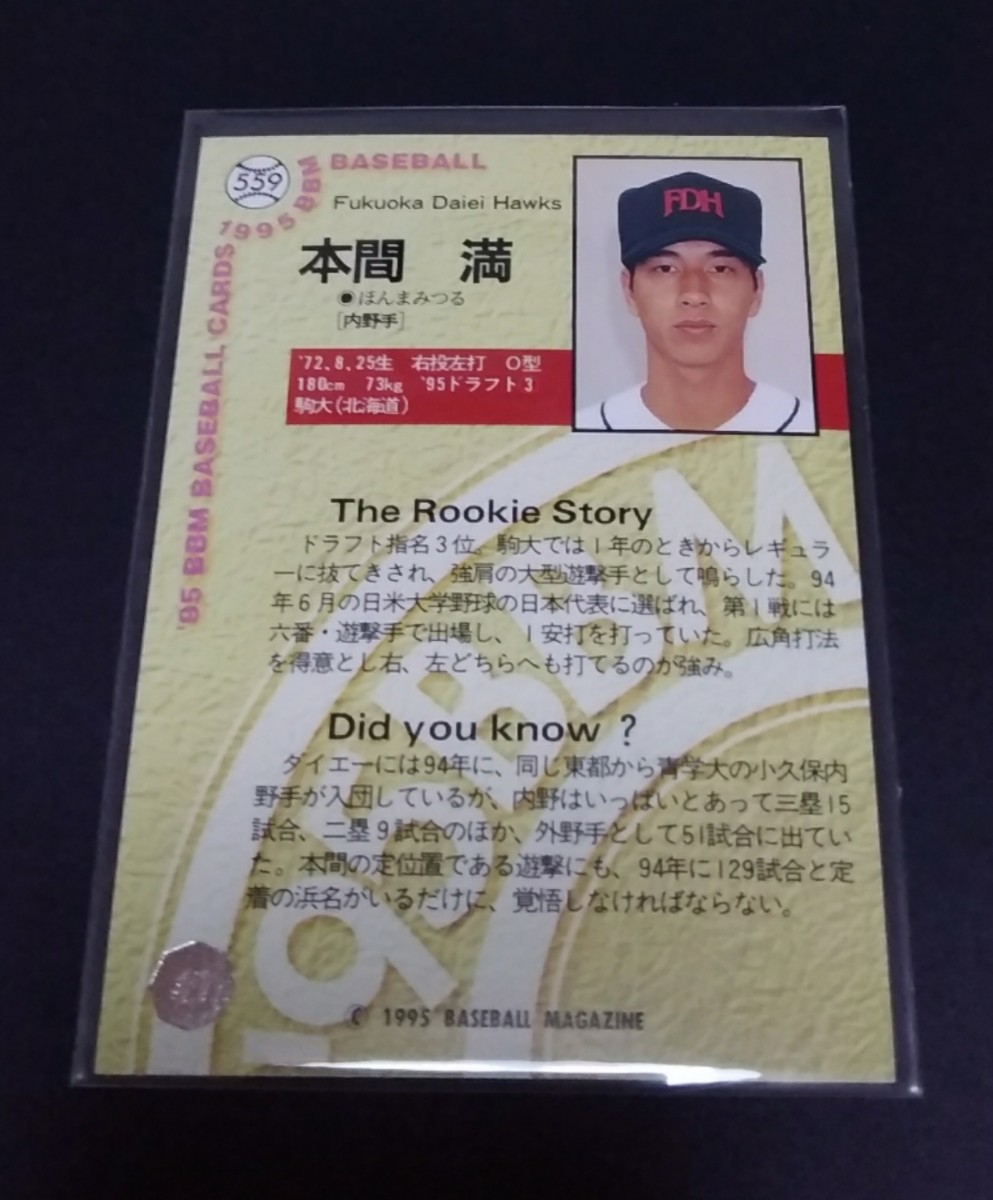 559
'95 BBM BASEBALL CARDS 1995 BBM BASEBALL
Fukuoka Daiei Hawks
FDH
本間 満
●ほんまみつる
[内野手]
'72.8.25生 右投左打 O型
180cm 73kg '95ドラフト3
駒大(北海道)
The Rookie Story
ドラフト指名3位。駒大では1年のときからレギュラ
ーに抜てきされ、強肩の大型遊撃手として鳴らした。94
年6月の日米大学野球の日本代表に選ばれ、第1戦には
六番・遊撃手で出場し、1安打を打っていた。広角打法
を得意とし右、左どちらへも打てるのが強み。
Did you know ?
ダイエーには94年に、同じ東都から青学大の小久保内
野手が入団しているが、内野はいっぱいとあって三塁15
試合、二塁9試合のほか、外野手として51試合に出てい
た。本間の定位置である遊撃にも、94年に129試合と定
着の浜名がいるだけに、覚悟しなければならない。
1995 BBM
© 1995 BASEBALL MAGAZINE